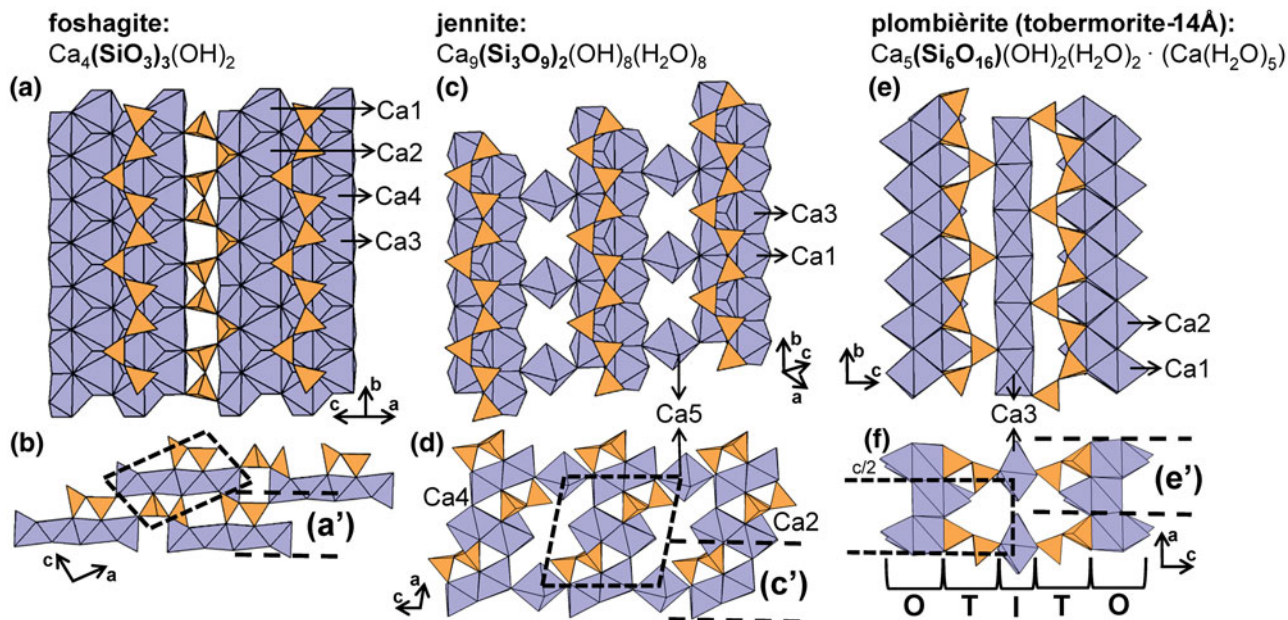 foshagite:
Ca4(SiO3)3(OH)2
jennite:
Ca9(Si3O9)2(OH)8(H2O)8
plombièrite (tobermorite-14Å):
Ca5(Si6O16)(OH)2(H2O)2 · (Ca(H2O)5)
(a)
Ca1
Ca2
Ca4
Ca3
b
c
a
(b)
(a')
c
a
(c)
Ca3
Ca1
b
c
a
Ca5
(d)
Ca4
Ca2
(c')
a
c
(e)
Ca2
Ca1
b
c
Ca3
(f)
c/2
(e')
a
c
O T I T O